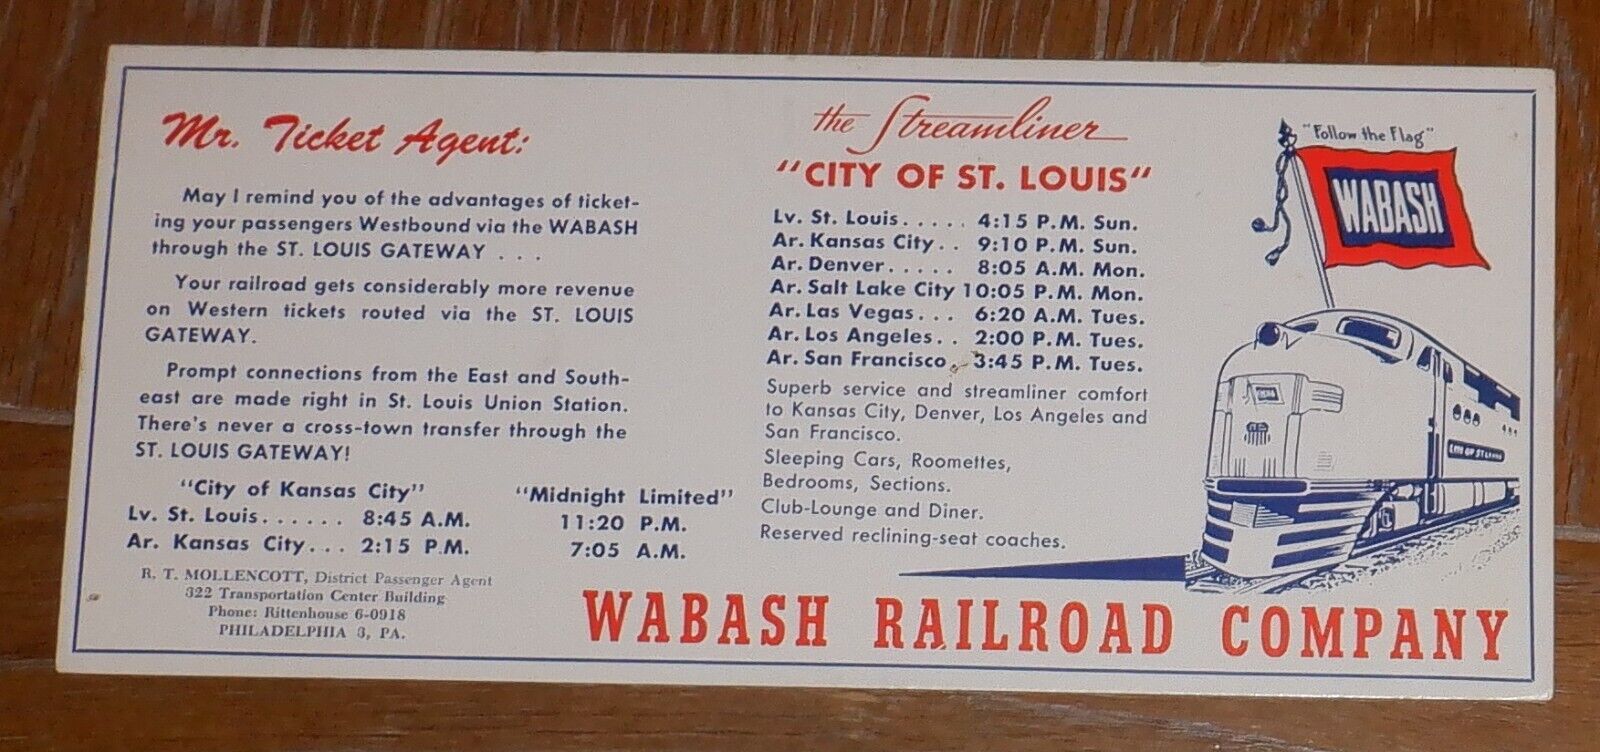 Mr. Ticket Agent:
May I remind you of the advantages of ticket-
ing your passengers Westbound via the WABASH
through the ST. LOUIS GATEWAY . . .
Your railroad gets considerably more revenue
on Western tickets routed via the ST. LOUIS
GATEWAY.
Prompt connections from the East and South-
east are made right in St. Louis Union Station.
There's never a cross-town transfer through the
ST. LOUIS GATEWAY!
"City of Kansas City" "Midnight Limited"
Lv. St. Louis...... 8:45 A.M. 11:20 P.M.
Ar. Kansas City... 2:15 P.M. 7:05 A.M.
R. T. MOLLENCOTT, District Passenger Agent
322 Transportation Center Building
Phone: Rittenhouse 6-0918
PHILADELPHIA 3, PA.
the Streamliner
"CITY OF ST. LOUIS"
Lv. St. Louis..... 4:15 P.M. Sun.
Ar. Kansas City.. 9:10 P.M. Sun.
Ar. Denver..... 8:05 A.M. Mon.
Ar. Salt Lake City 10:05 P.M. Mon.
Ar. Las Vegas... 6:20 A.M. Tues.
Ar. Los Angeles.. 2:00 P.M. Tues.
Ar. San Francisco. 3:45 P.M. Tues.
Superb service and streamliner comfort
to Kansas City, Denver, Los Angeles and
San Francisco.
Sleeping Cars, Roomettes,
Bedrooms, Sections.
Club-Lounge and Diner.
Reserved reclining-seat coaches.
"Follow the Flag"
WABASH
CITY OF ST. LOUIS
WABASH RAILROAD COMPANY